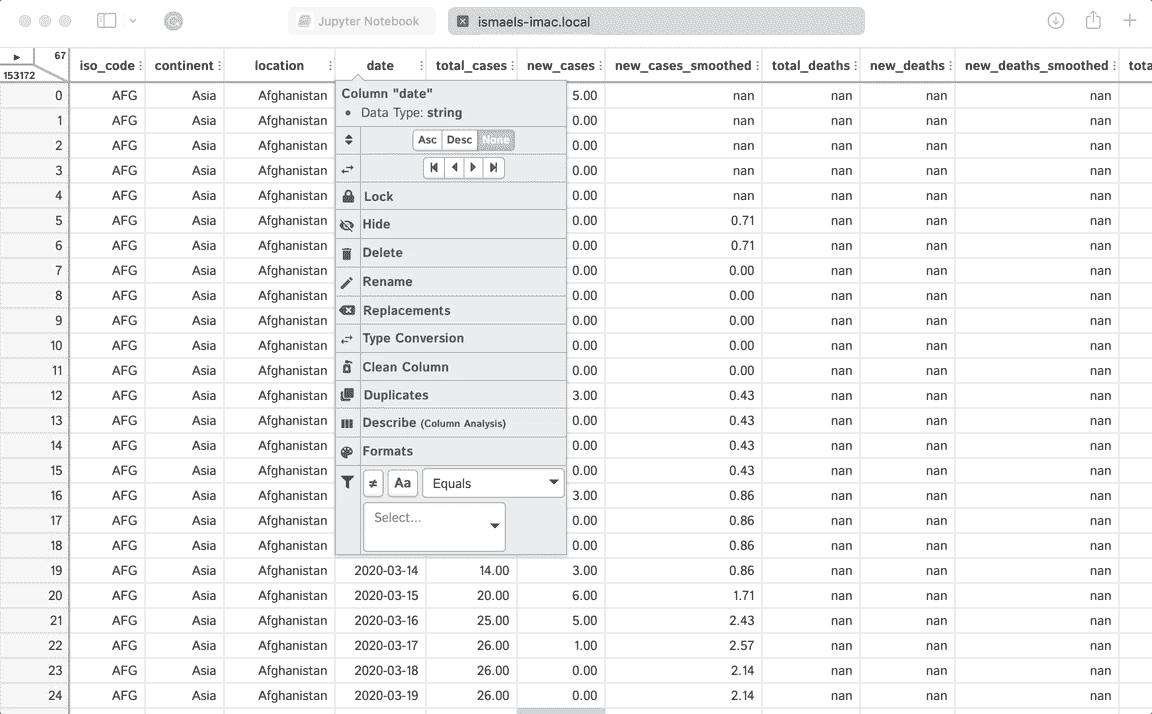 Jupyter Notebook ismaels-imac.local
67
153172 iso_code continent location date total_cases new_cases new_cases_smoothed total_deaths new_deaths new_deaths_smoothed tota
Column "date"
Data Type: string
Asc Desc None
Lock
Hide
Delete
Rename
Replacements
Type Conversion
Clean Column
Duplicates
Describe (Column Analysis)
Formats
≠ Aa Equals
Select...
0 AFG Asia Afghanistan 5.00 nan nan nan nan
1 AFG Asia Afghanistan 0.00 nan nan nan nan
2 AFG Asia Afghanistan 0.00 nan nan nan nan
3 AFG Asia Afghanistan 0.00 nan nan nan nan
4 AFG Asia Afghanistan 0.00 nan nan nan nan
5 AFG Asia Afghanistan 0.00 0.71 nan nan nan
6 AFG Asia Afghanistan 0.00 0.71 nan nan nan
7 AFG Asia Afghanistan 0.00 0.00 nan nan nan
8 AFG Asia Afghanistan 0.00 0.00 nan nan nan
9 AFG Asia Afghanistan 0.00 0.00 nan nan nan
10 AFG Asia Afghanistan 0.00 0.00 nan nan nan
11 AFG Asia Afghanistan 0.00 0.00 nan nan nan
12 AFG Asia Afghanistan 3.00 0.43 nan nan nan
13 AFG Asia Afghanistan 0.00 0.43 nan nan nan
14 AFG Asia Afghanistan 0.00 0.43 nan nan nan
15 AFG Asia Afghanistan 0.00 0.43 nan nan nan
16 AFG Asia Afghanistan 3.00 0.86 nan nan nan
17 AFG Asia Afghanistan 0.00 0.86 nan nan nan
18 AFG Asia Afghanistan 0.00 0.86 nan nan nan
19 AFG Asia Afghanistan 2020-03-14 14.00 3.00 0.86 nan nan nan
20 AFG Asia Afghanistan 2020-03-15 20.00 6.00 1.71 nan nan nan
21 AFG Asia Afghanistan 2020-03-16 25.00 5.00 2.43 nan nan nan
22 AFG Asia Afghanistan 2020-03-17 26.00 1.00 2.57 nan nan nan
23 AFG Asia Afghanistan 2020-03-18 26.00 0.00 2.14 nan nan nan
24 AFG Asia Afghanistan 2020-03-19 26.00 0.00 2.14 nan nan nan